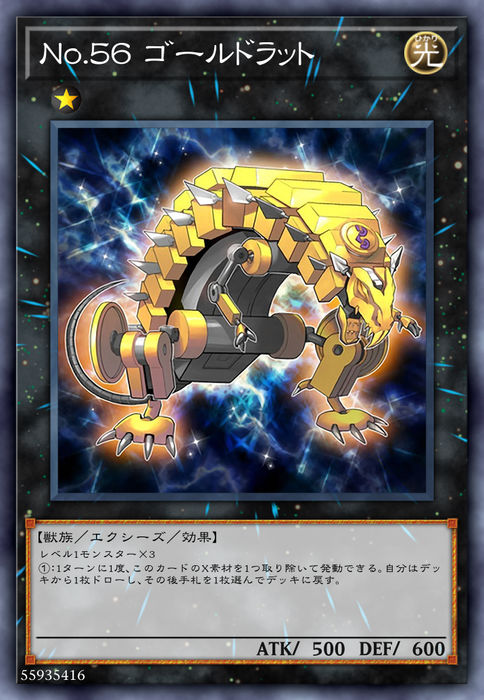 No.56 ゴールドラット
ひかり
光
【獣族／エクシーズ／効果】
レベル1モンスター×3
①：1ターンに1度、このカードのX素材を1つ取り除いて発動できる。自分はデッ
キから1枚ドローし、その後手札を1枚選んでデッキに戻す。
ATK/ 500 DEF/ 600
55935416